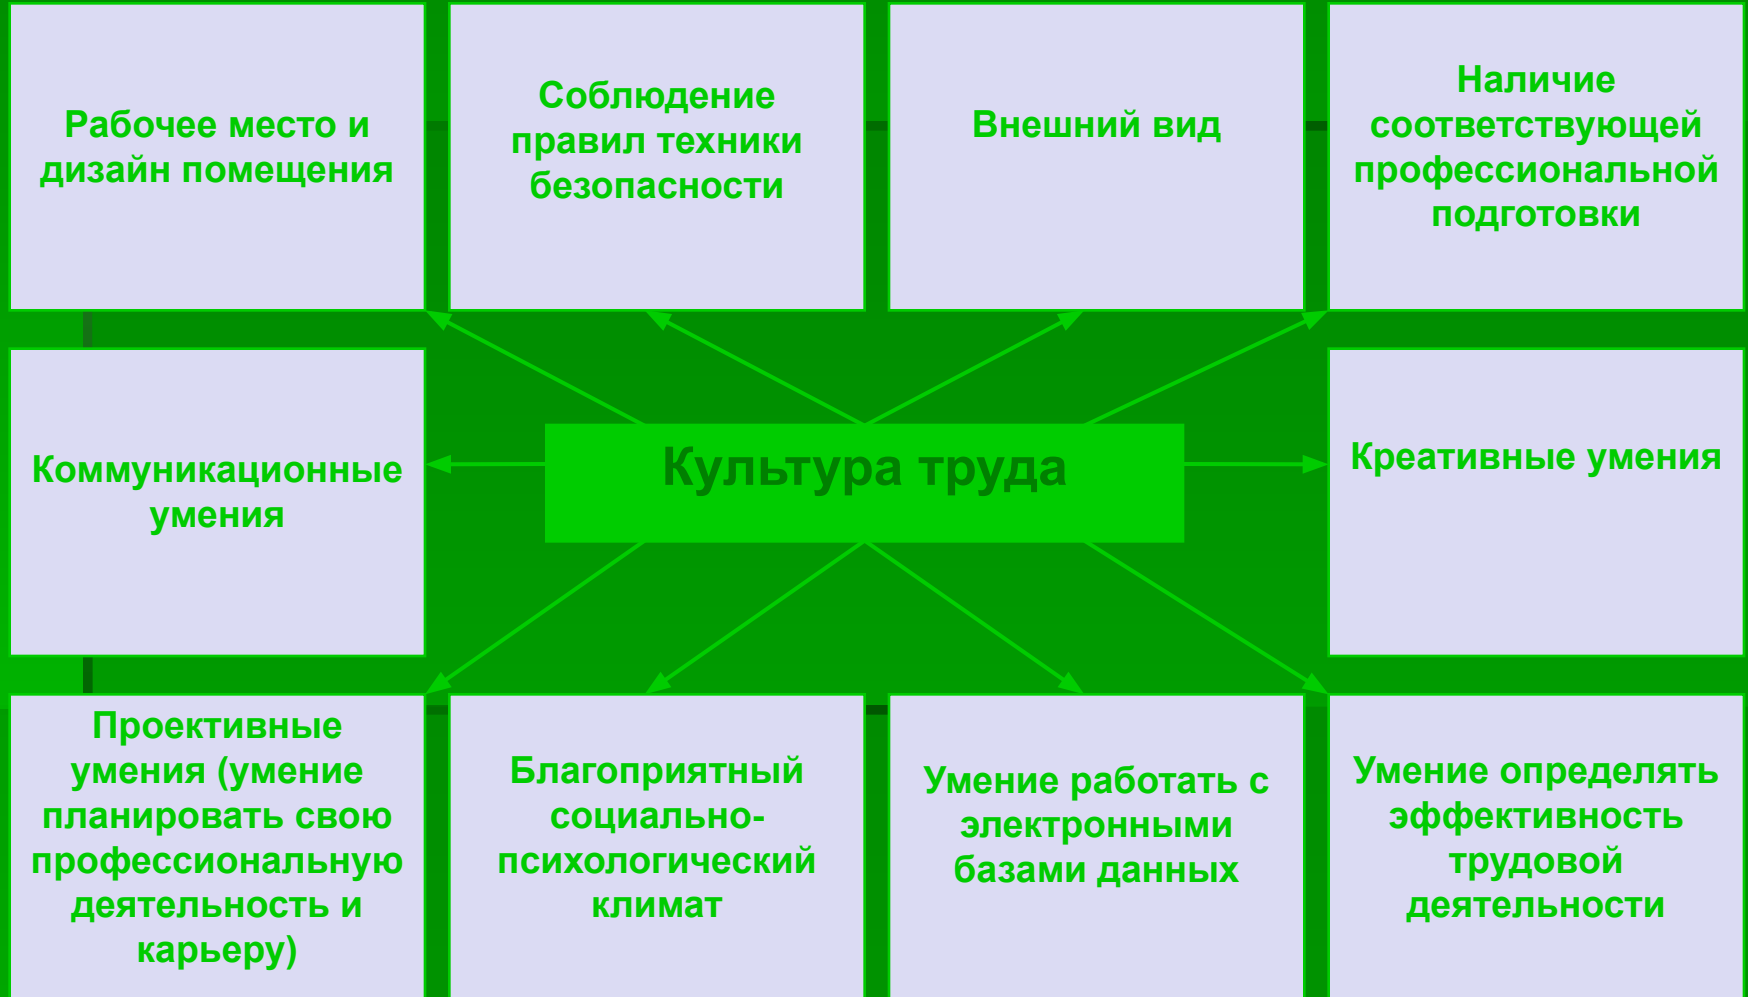 Рабочее место и
дизайн помещения
Соблюдение
правил техники
безопасности
Внешний вид
Наличие
соответствующей
профессиональной
подготовки
Коммуникационные
умения
Культура труда
Креативные умения
Проективные
умения (умение
планировать свою
профессиональную
деятельность и
карьеру)
Благоприятный
социально-
психологический
климат
Умение работать с
электронными
базами данных
Умение определять
эффективность
трудовой
деятельности